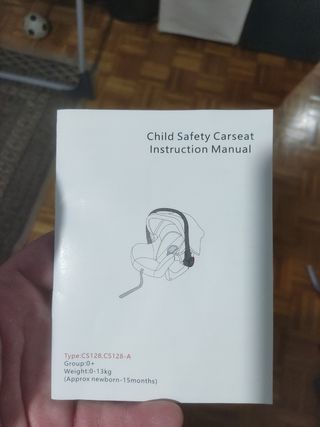 Child Safety Carseat
Instruction Manual
Type:CS128,CS128-A
Group:0+
Weight:0-13kg
(Approx newborn-15months)